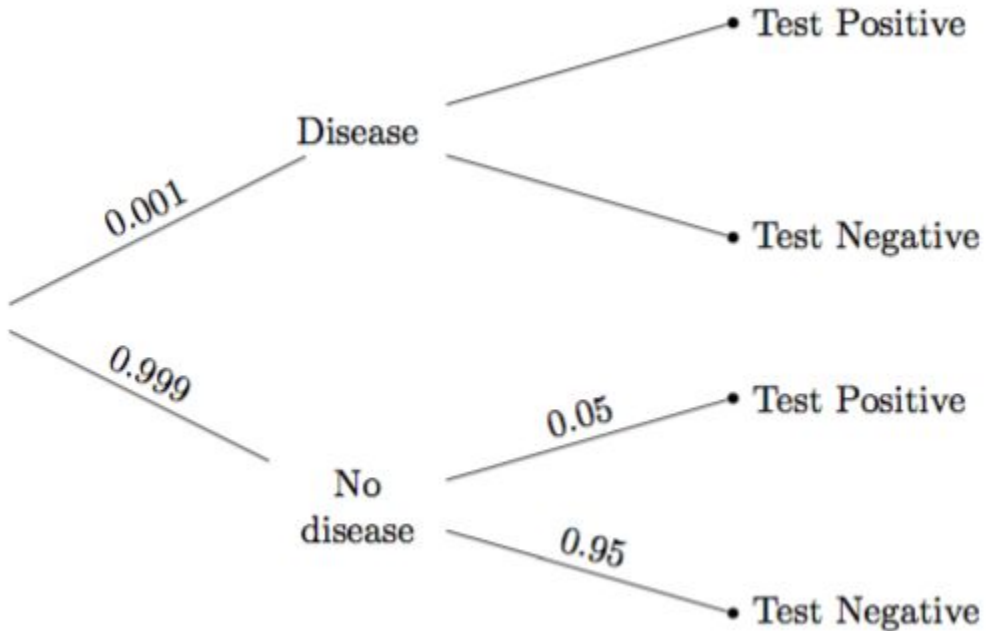 Test Positive
Disease
0.001
Test Negative
0.999
0.05
Test Positive
No
disease
0.95
Test Negative